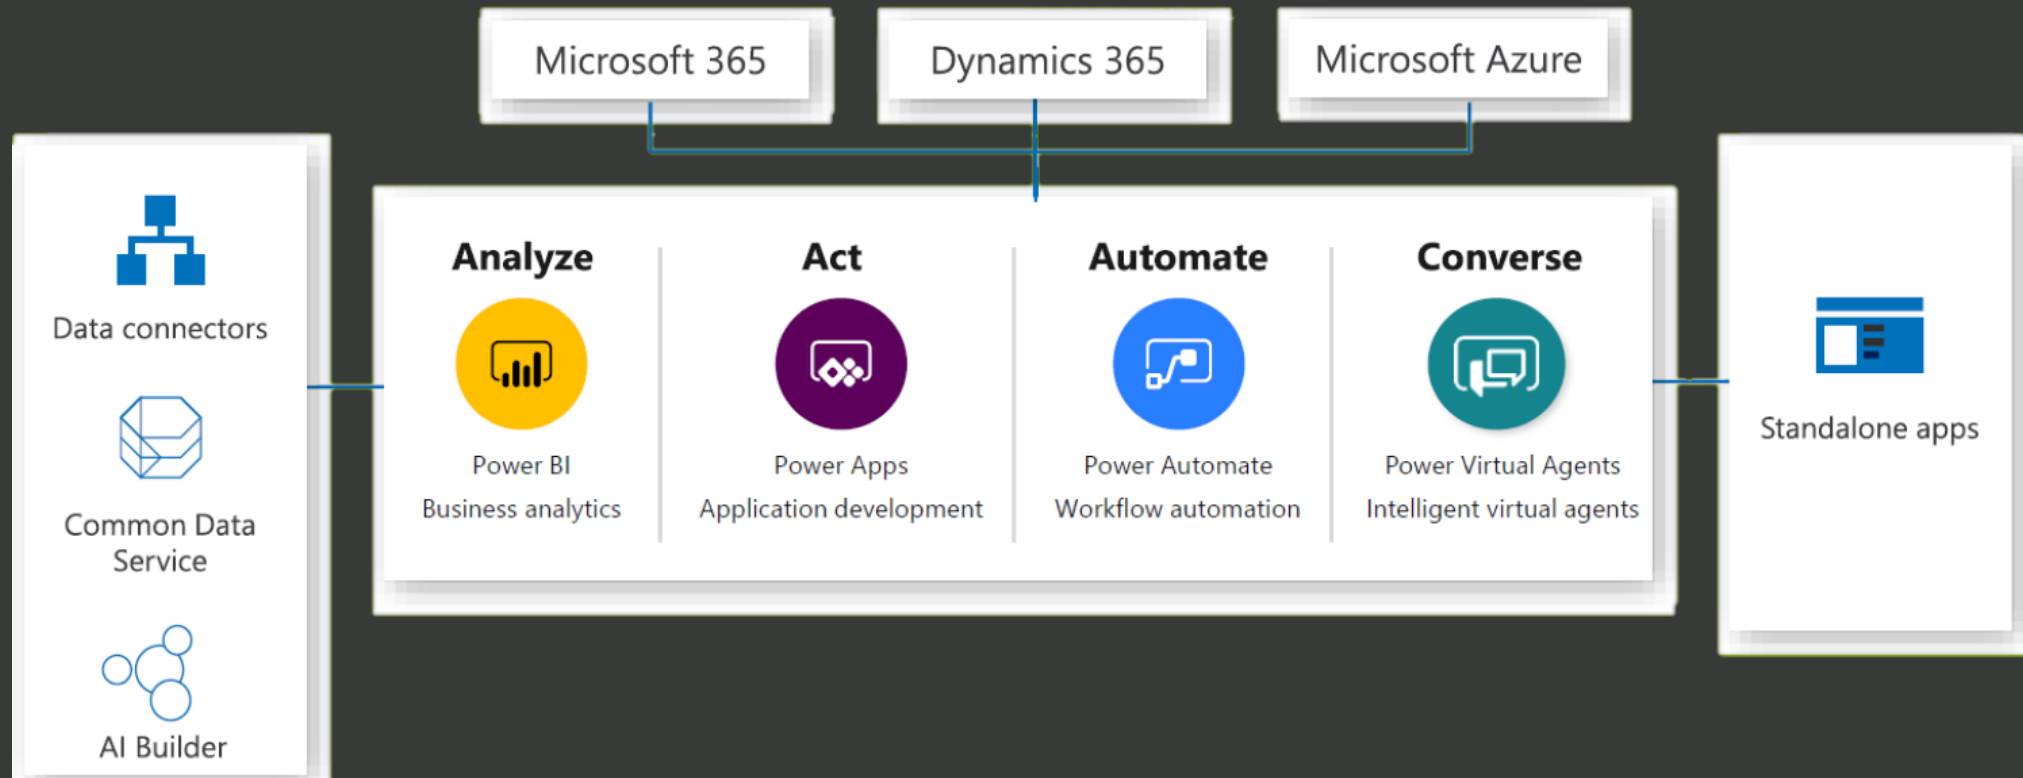 Microsoft 365
Dynamics 365
Microsoft Azure
Data connectors
Common Data
Service
AI Builder
Analyze
Power BI
Business analytics
Act
Power Apps
Application development
Automate
Power Automate
Workflow automation
Converse
Power Virtual Agents
Intelligent virtual agents
Standalone apps